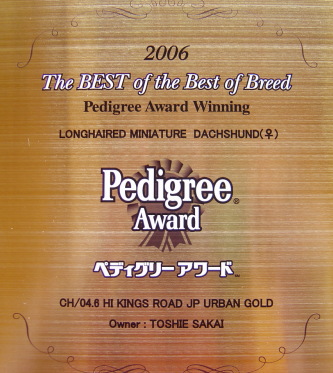 2006
The BEST of the Best of Breed
Pedigree Award Winning
LONGHAIRED MINIATURE DACHSHUND(♀)
Pedigree®
Award
ペディグリー アワード™
CH/04.6 HI KINGS ROAD JP URBAN GOLD
Owner : TOSHIE SAKAI